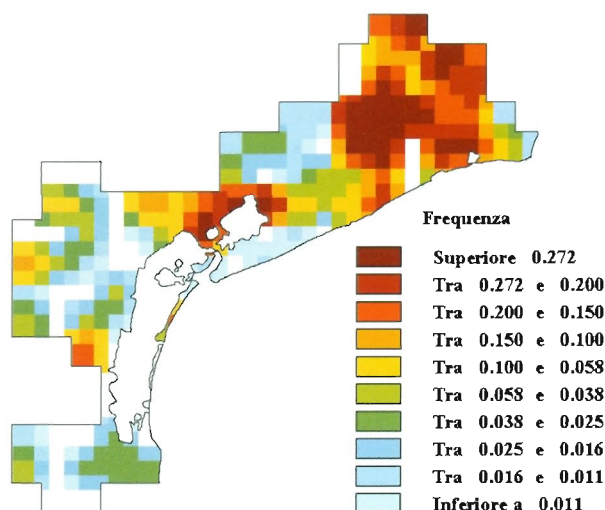 Frequenza
Superiore 0.272
Tra 0.272 e 0.200
Tra 0.200 e 0.150
Tra 0.150 e 0.100
Tra 0.100 e 0.058
Tra 0.058 e 0.038
Tra 0.038 e 0.025
Tra 0.025 e 0.016
Tra 0.016 e 0.011
Inferiore a 0.011